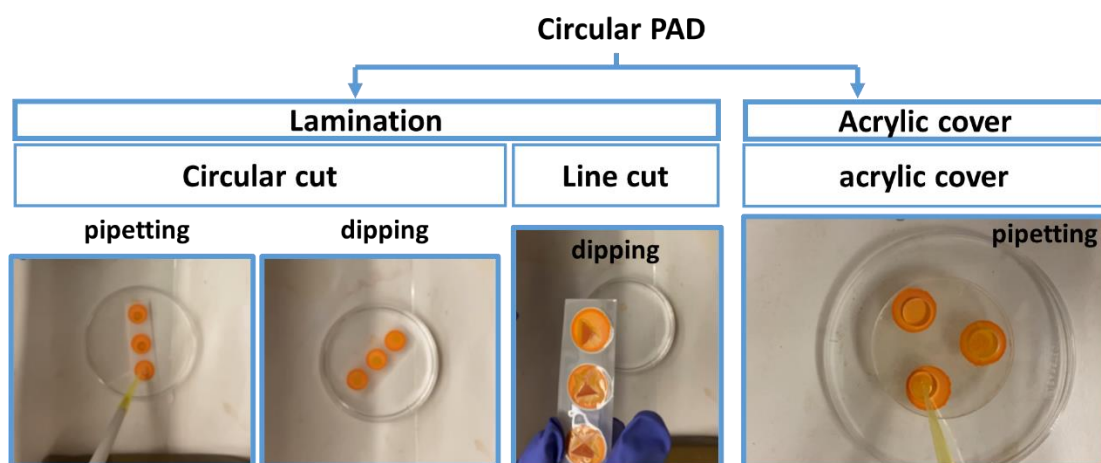 Circular PAD
Lamination
Acrylic cover
Circular cut
Line cut
acrylic cover
pipetting
dipping
dipping
pipetting